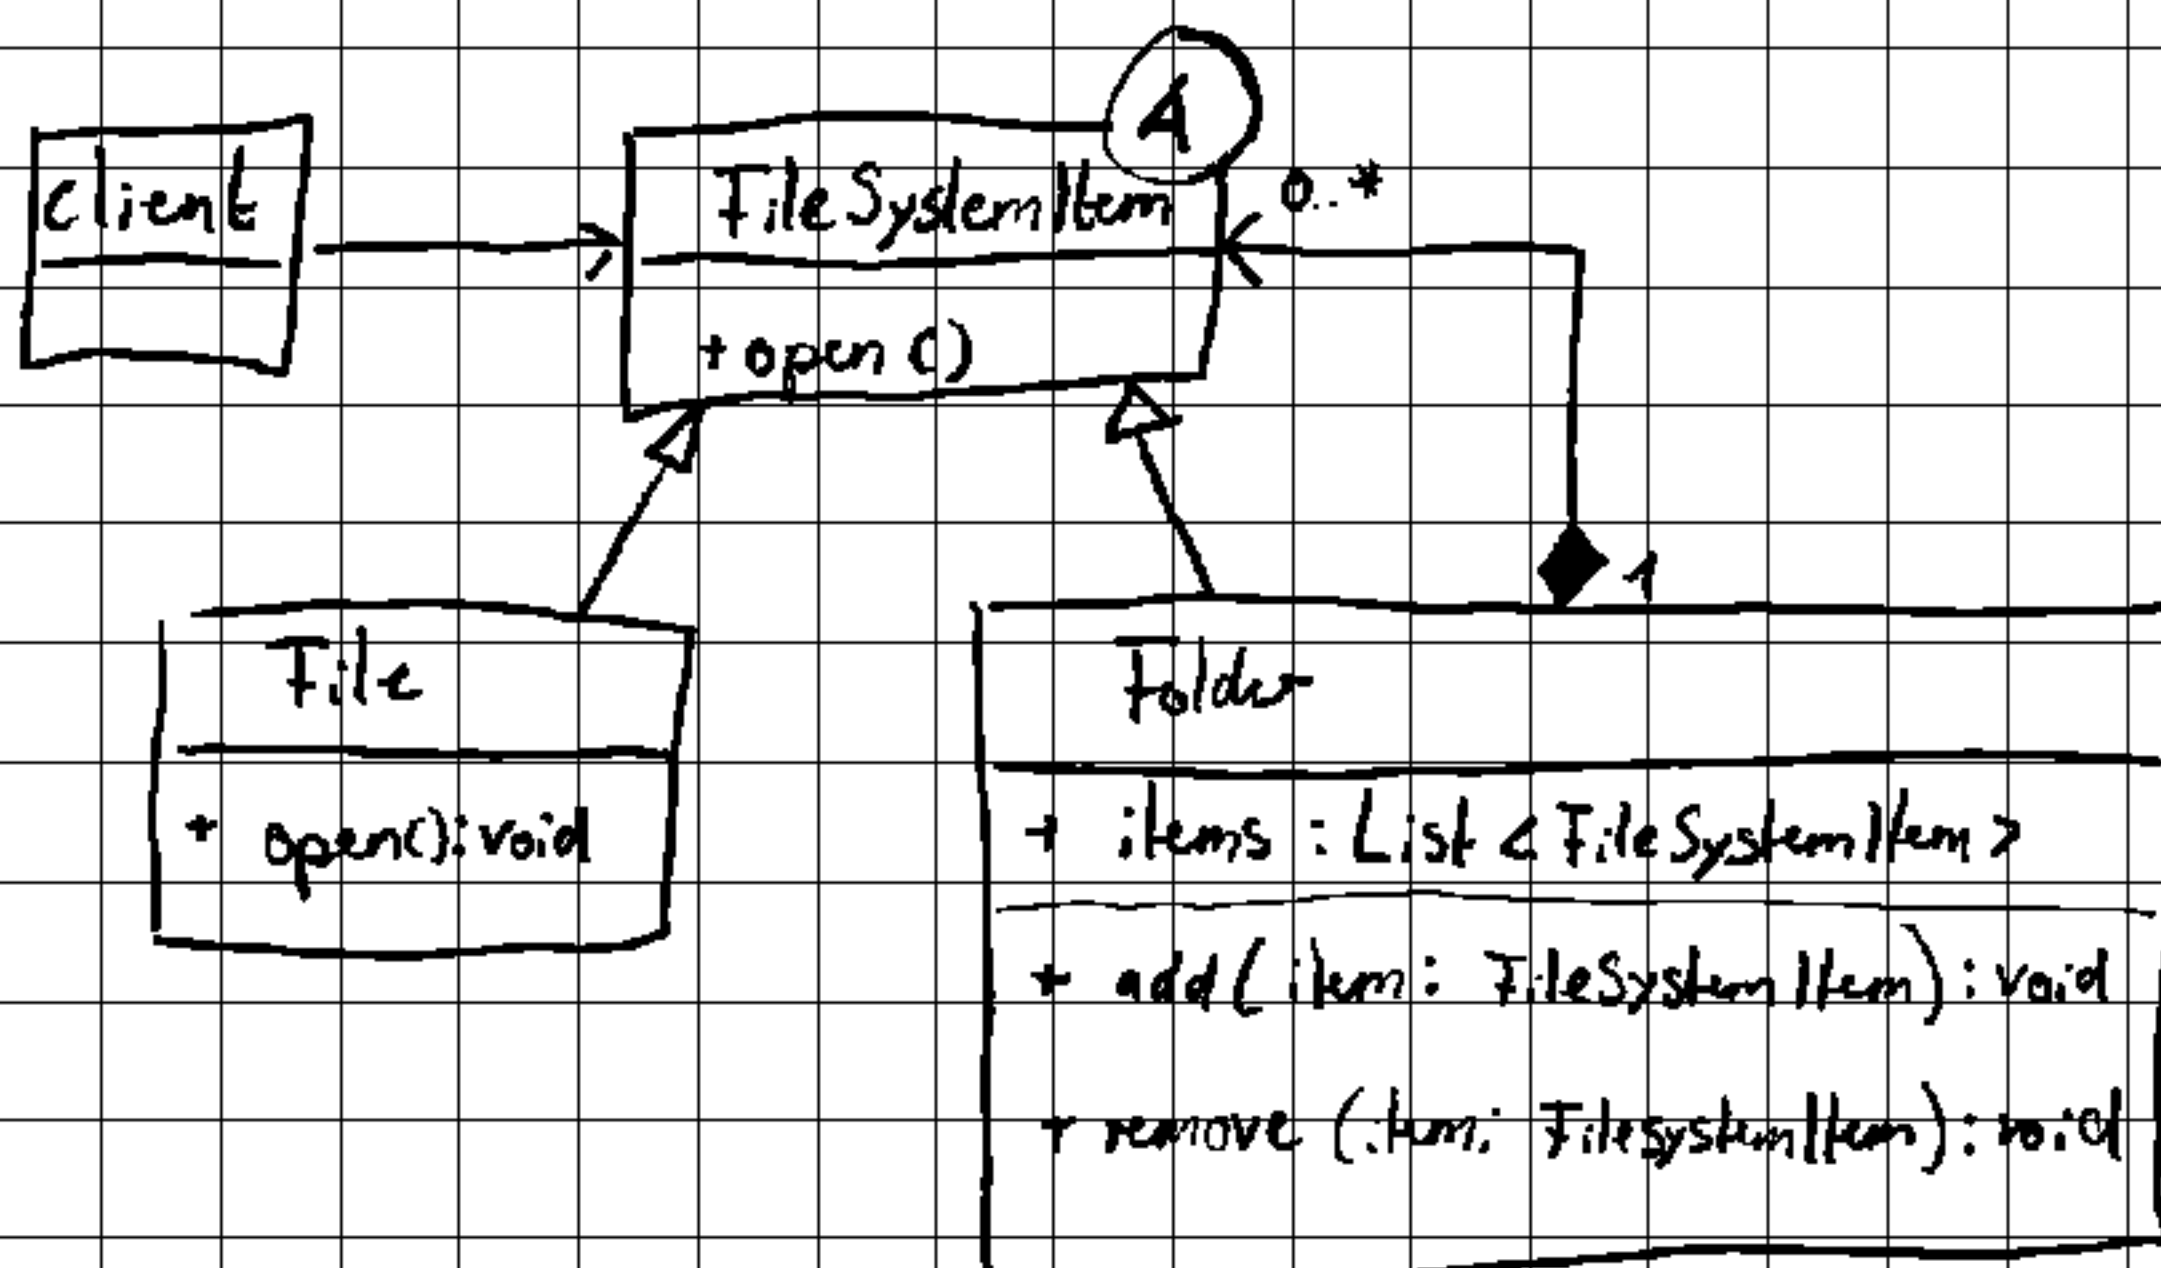 A
client
FileSystemItem
0..*
+ open ()
1
File
Folder
+ open(): void
+ items : List < FileSystemItem >
+ add( item : FileSystemItem) : void
+ remove (item: FilesystemItem) : void